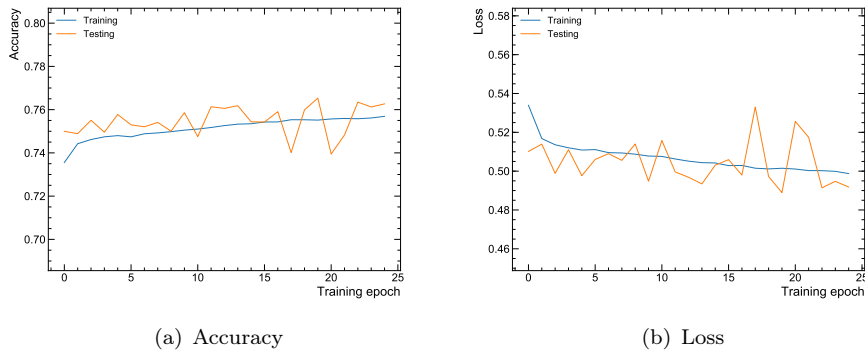 Accuracy
0.80
0.78
0.76
0.74
0.72
0.70
Training
Testing
0 5 10 15 20 25
Training epoch
(a) Accuracy
Loss
0.58
0.56
0.54
0.52
0.50
0.48
0.46
Training
Testing
0 5 10 15 20 25
Training epoch
(b) Loss